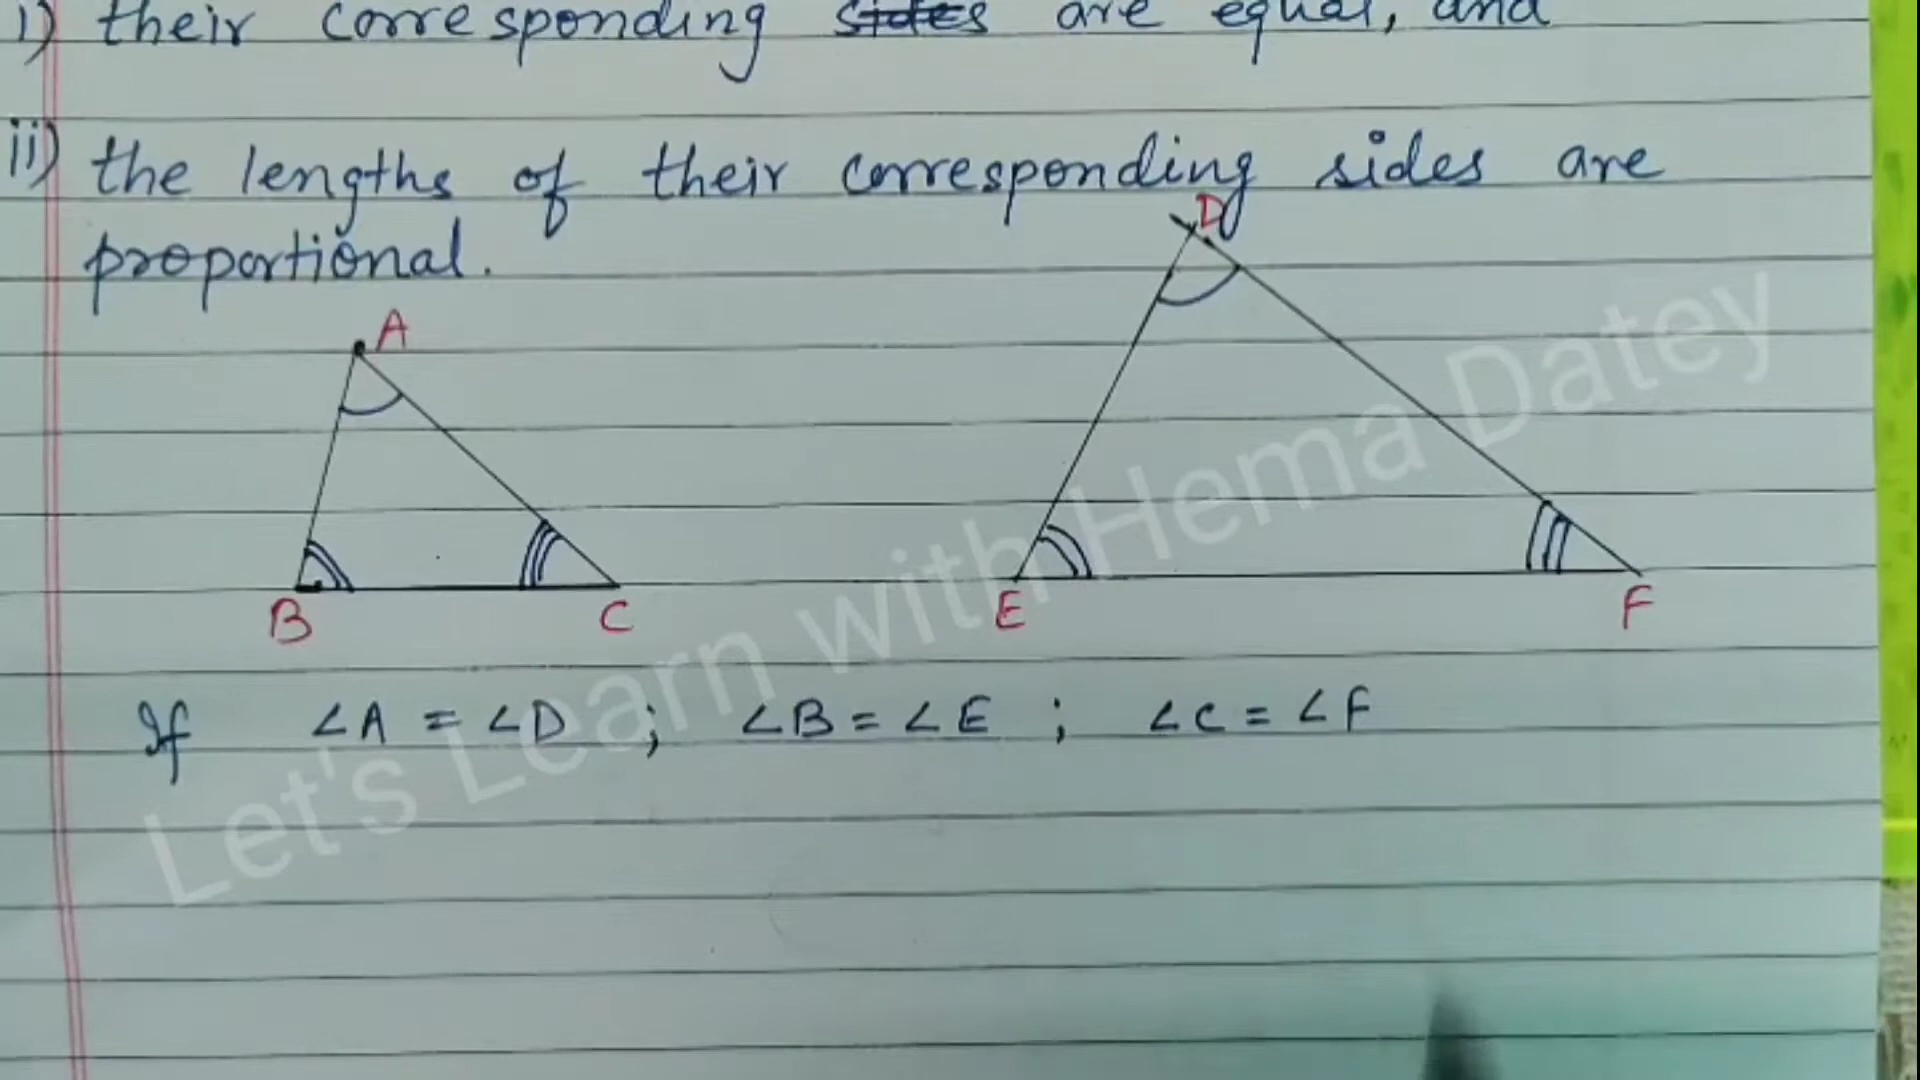 i) their corresponding sides are equal, and
ii) the lengths of their corresponding sides are
proportional.
A
D
B
C
E
F
If ∠A = ∠D ; ∠B = ∠E ; ∠C = ∠F
Let's Learn with Hema Datey